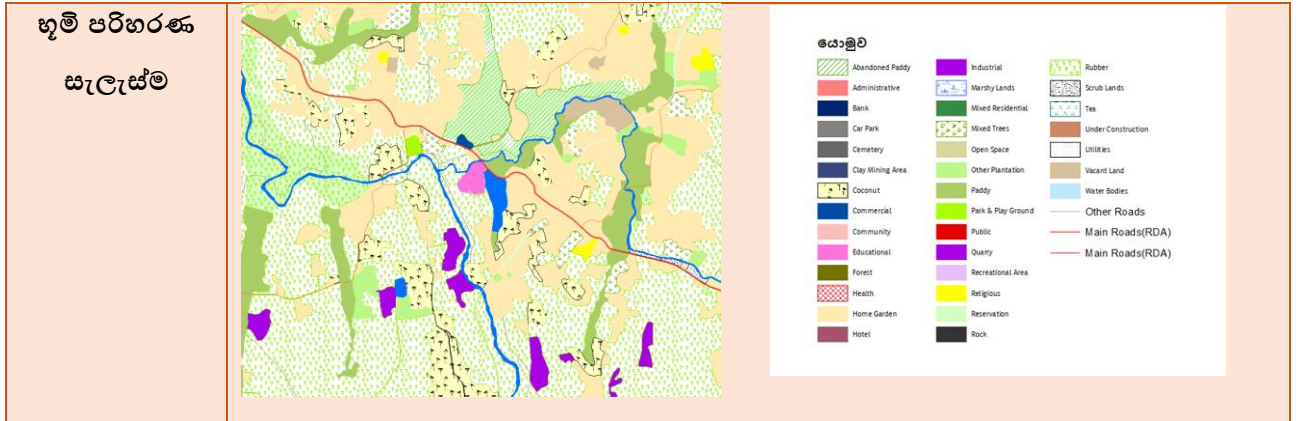 භූමි පරිහරණ
සැලැස්ම
යොමුව
Abandoned Paddy
Administrative
Bank
Car Park
Cemetery
Clay Mining Area
Coconut
Commercial
Community
Educational
Forest
Health
Home Garden
Hotel
Industrial
Marshy Lands
Mixed Residential
Mixed Trees
Open Space
Other Plantation
Paddy
Park & Play Ground
Public
Quarry
Recreational Area
Religious
Reservation
Rock
Rubber
Scrub Lands
Tea
Under Construction
Utilities
Vacant Land
Water Bodies
Other Roads
Main Roads(RDA)
Main Roads(RDA)